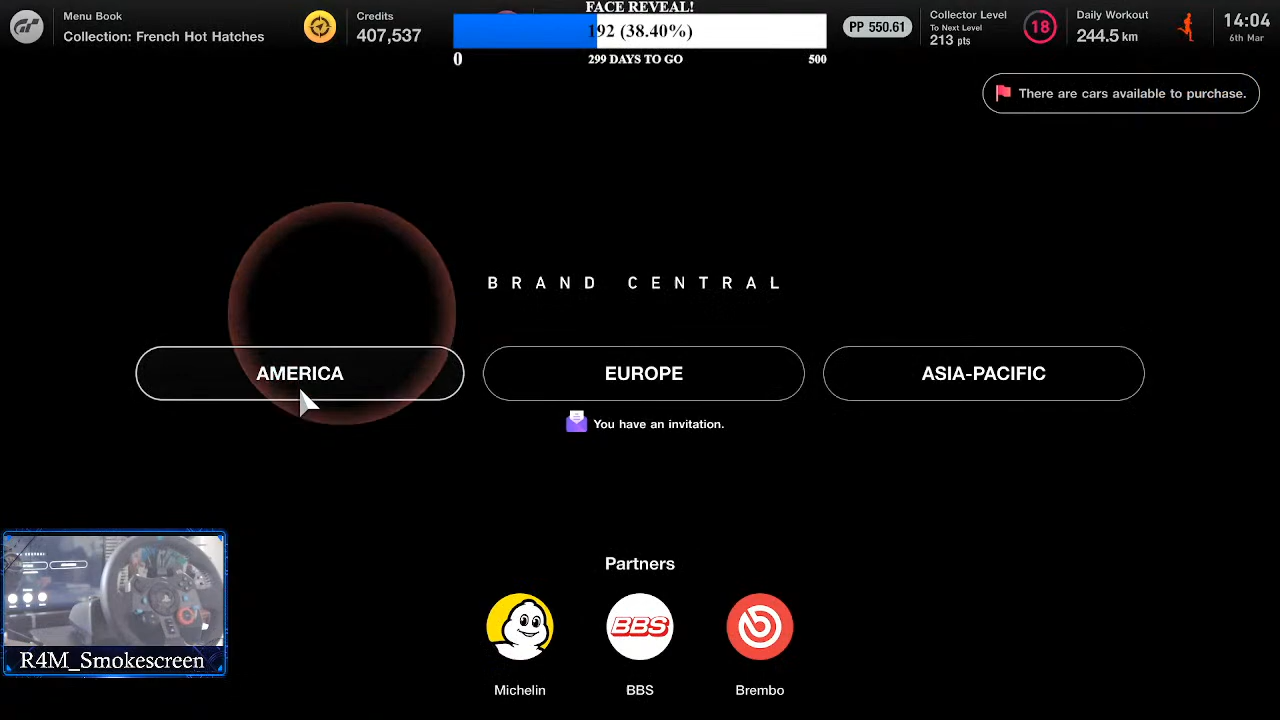 Menu Book
Collection: French Hot Hatches
Credits
407,537
FACE REVEAL!
192 (38.40%)
0
299 DAYS TO GO
500
PP 550.61
Collector Level
To Next Level
213 pts
18
Daily Workout
244.5 km
14:04
6th Mar
There are cars available to purchase.
BRAND CENTRAL
AMERICA
EUROPE
ASIA-PACIFIC
You have an invitation.
Partners
BBS
Michelin
BBS
Brembo
R4M_Smokescreen